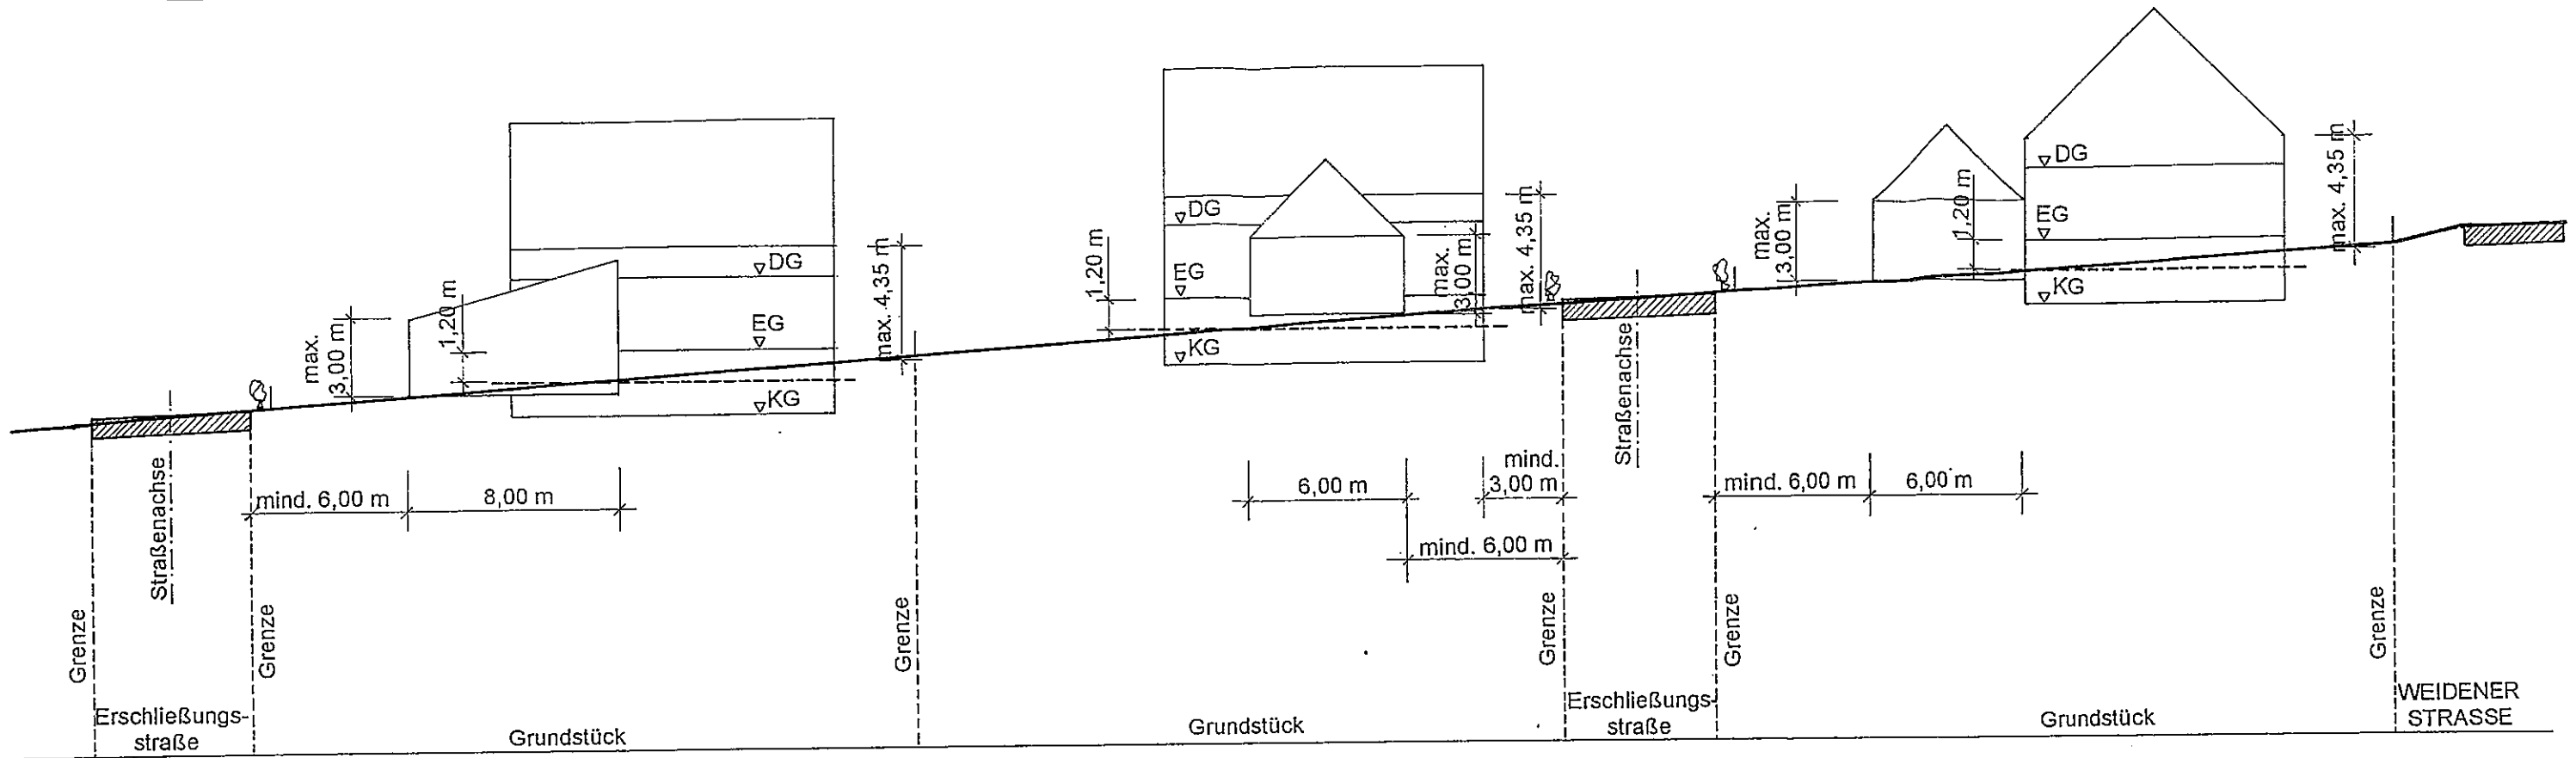 max.
3,00 m
1,20 m
DG
EG
KG
max. 4,35 m
1,20 m
DG
EG
KG
max.
3,00 m
max. 4,35 m
max.
3,00 m
1,20 m
DG
EG
KG
max. 4,35 m
Straßenachse
mind. 6,00 m
8,00 m
6,00 m
mind.
3,00 m
mind. 6,00 m
Straßenachse
mind. 6,00 m
6,00 m
Grenze
Grenze
Grenze
Grenze
Grenze
Grenze
Erschließungs-
straße
Grundstück
Grundstück
Erschließungs-
straße
Grundstück
WEIDENER
STRASSE